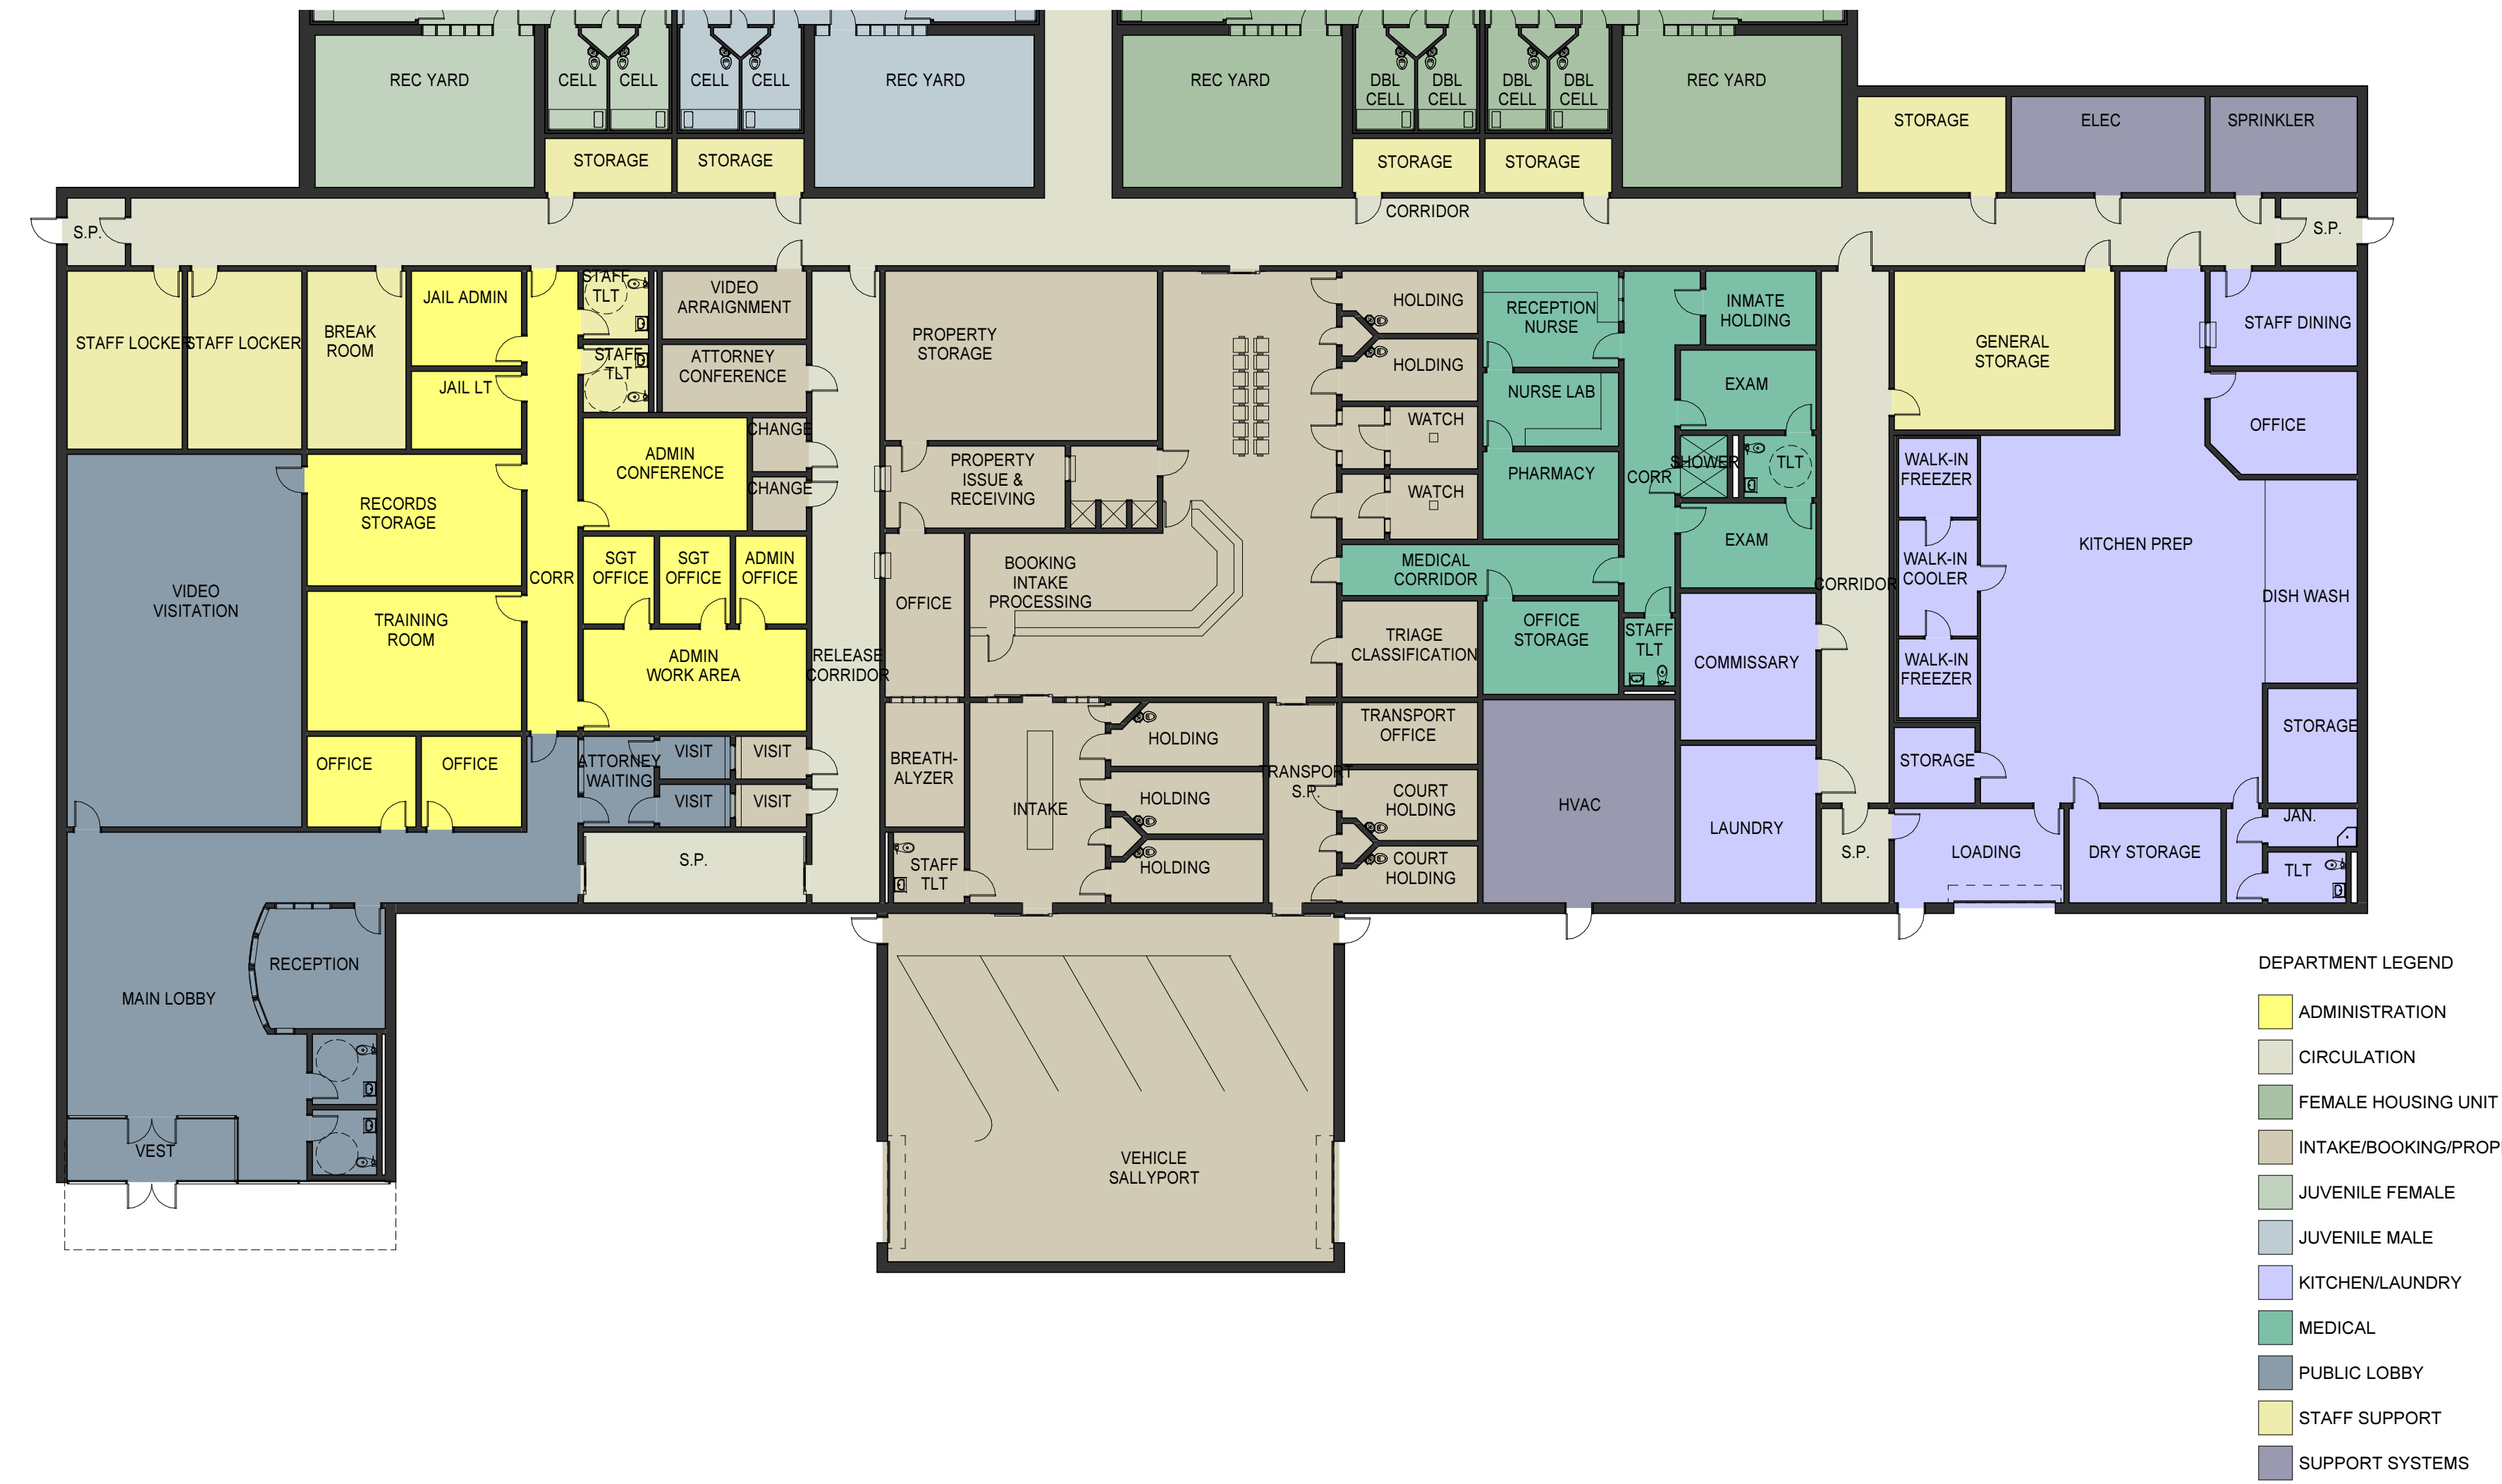 REC YARD
CELL
CELL
CELL
CELL
REC YARD
REC YARD
DBL
CELL
DBL
CELL
DBL
CELL
DBL
CELL
REC YARD
STORAGE
ELEC
SPRINKLER
STORAGE
STORAGE
STORAGE
STORAGE
CORRIDOR
S.P.
S.P.
STAFF LOCKER
STAFF LOCKER
BREAK
ROOM
JAIL ADMIN
JAIL LT
STAFF
TLT
STAFF
TLT
VIDEO
ARRAIGNMENT
ATTORNEY
CONFERENCE
CHANGE
CHANGE
ADMIN
CONFERENCE
RECORDS
STORAGE
TRAINING
ROOM
CORR
SGT
OFFICE
SGT
OFFICE
ADMIN
OFFICE
ADMIN
WORK AREA
VIDEO
VISITATION
OFFICE
OFFICE
ATTORNEY
WAITING
VISIT
VISIT
VISIT
VISIT
S.P.
RELEASE
CORRIDOR
PROPERTY
STORAGE
PROPERTY
ISSUE &
RECEIVING
OFFICE
BOOKING
INTAKE
PROCESSING
HOLDING
HOLDING
WATCH
WATCH
RECEPTION
NURSE
NURSE LAB
PHARMACY
MEDICAL
CORRIDOR
OFFICE
STORAGE
TRIAGE
CLASSIFICATION
CORR
INMATE
HOLDING
EXAM
SHOWER
TLT
EXAM
STAFF
TLT
COMMISSARY
LAUNDRY
CORRIDOR
S.P.
GENERAL
STORAGE
STAFF DINING
OFFICE
WALK-IN
FREEZER
WALK-IN
COOLER
WALK-IN
FREEZER
KITCHEN PREP
DISH WASH
STORAGE
STORAGE
LOADING
DRY STORAGE
JAN.
TLT
BREATH-
ALYZER
STAFF
TLT
INTAKE
HOLDING
HOLDING
HOLDING
TRANSPORT
S.P.
TRANSPORT
OFFICE
COURT
HOLDING
COURT
HOLDING
HVAC
RECEPTION
MAIN LOBBY
VEST
VEHICLE
SALLYPORT
DEPARTMENT LEGEND
ADMINISTRATION
CIRCULATION
FEMALE HOUSING UNIT
INTAKE/BOOKING/PROP
JUVENILE FEMALE
JUVENILE MALE
KITCHEN/LAUNDRY
MEDICAL
PUBLIC LOBBY
STAFF SUPPORT
SUPPORT SYSTEMS